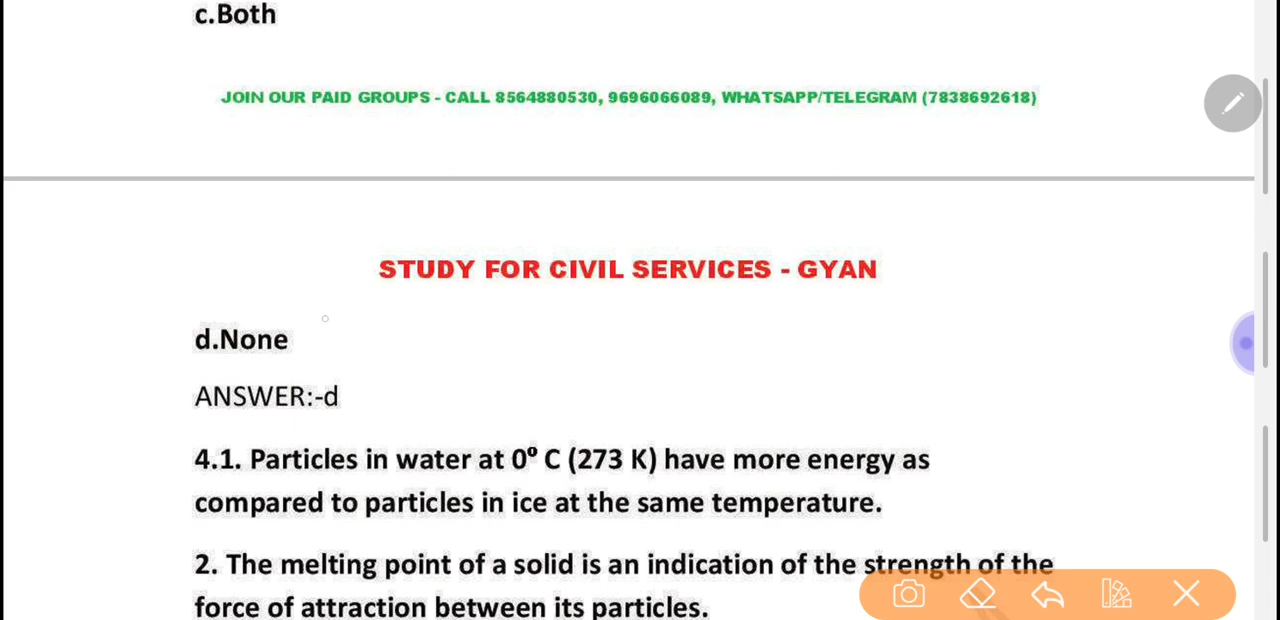 c.Both
JOIN OUR PAID GROUPS - CALL 8564880530, 9696066089, WHATSAPP/TELEGRAM (7838692618)
STUDY FOR CIVIL SERVICES - GYAN
d.None
ANSWER:-d
4.1. Particles in water at 0⁰ C (273 K) have more energy as
compared to particles in ice at the same temperature.
2. The melting point of a solid is an indication of the strength of the
force of attraction between its particles.